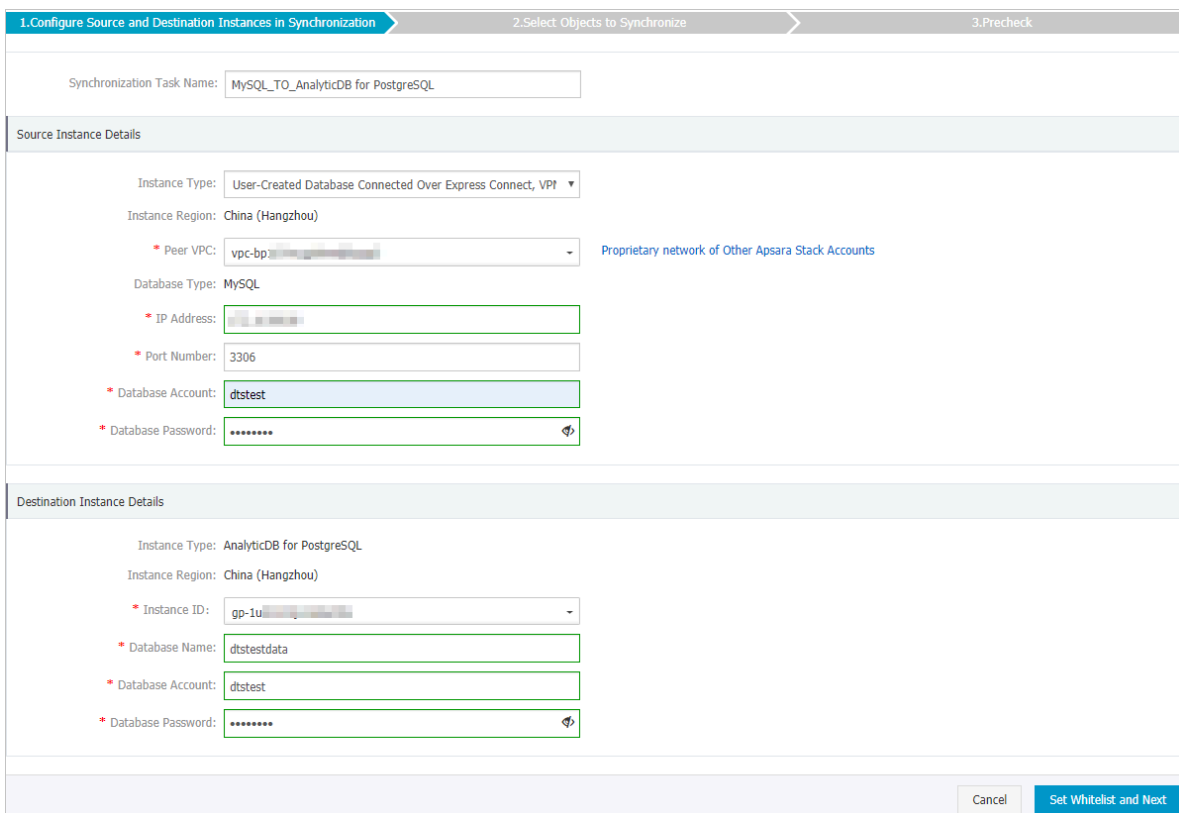 1.Configure Source and Destination Instances in Synchronization
2.Select Objects to Synchronize
3.Precheck
Synchronization Task Name: MySQL_TO_AnalyticDB for PostgreSQL
Source Instance Details
Instance Type: User-Created Database Connected Over Express Connect, VPN
Instance Region: China (Hangzhou)
* Peer VPC: vpc-bp
Proprietary network of Other Apsara Stack Accounts
Database Type: MySQL
* IP Address:
* Port Number: 3306
* Database Account: dtstest
* Database Password: ••••••••
Destination Instance Details
Instance Type: AnalyticDB for PostgreSQL
Instance Region: China (Hangzhou)
* Instance ID: gp-1u
* Database Name: dtstestdata
* Database Account: dtstest
* Database Password: ••••••••
Cancel
Set Whitelist and Next